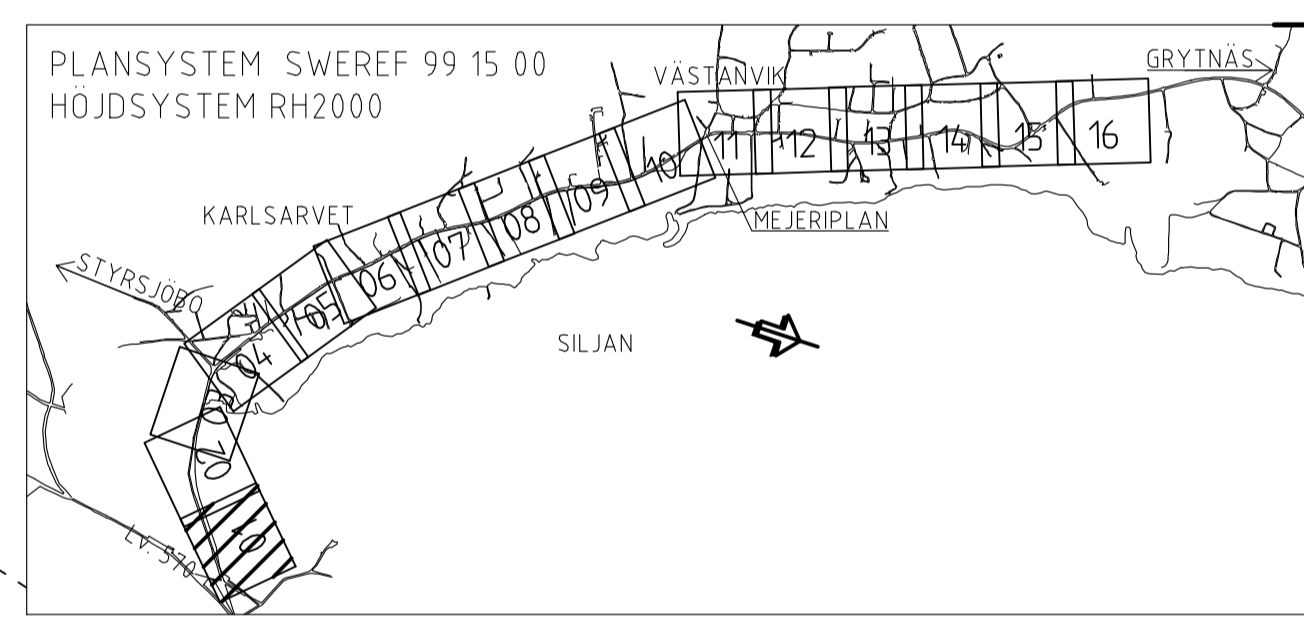 PLANSYSTEM SWEREF 99 15 00
HÖJDSYSTEM RH2000
VÄSTANVIK
GRYTNÄS
KARLSARVET
STYRSJÖBO
MEJERIPLAN
SILJAN
LV. 570
01
02
03
04
05
06
07
08
09
10
11
12
13
14
15
16